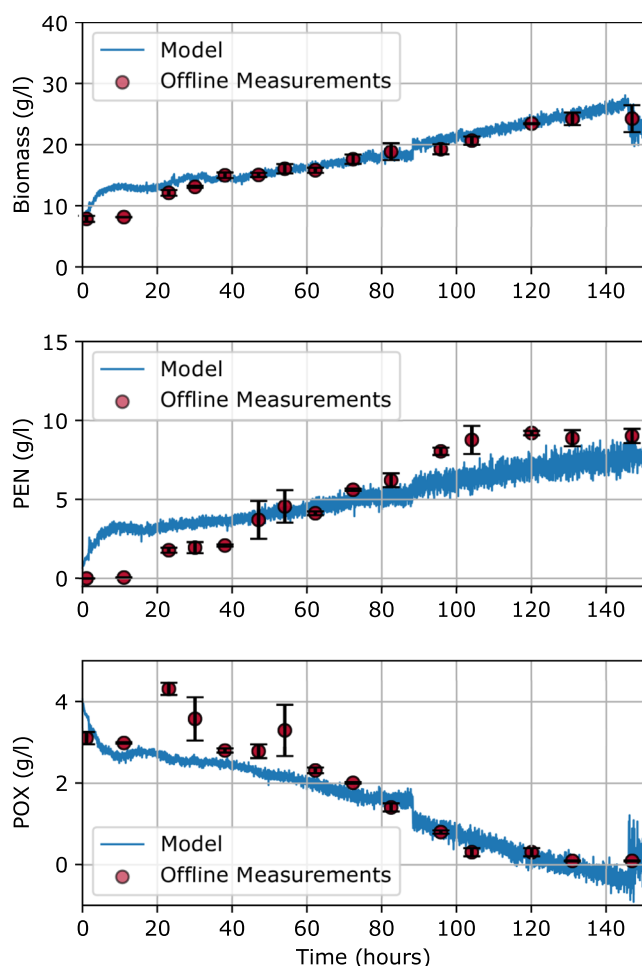 40
30
20
10
0
Biomass (g/l)
Model
Offline Measurements
0 20 40 60 80 100 120 140
15
10
5
0
PEN (g/l)
Model
Offline Measurements
0 20 40 60 80 100 120 140
4
2
0
POX (g/l)
Model
Offline Measurements
0 20 40 60 80 100 120 140
Time (hours)